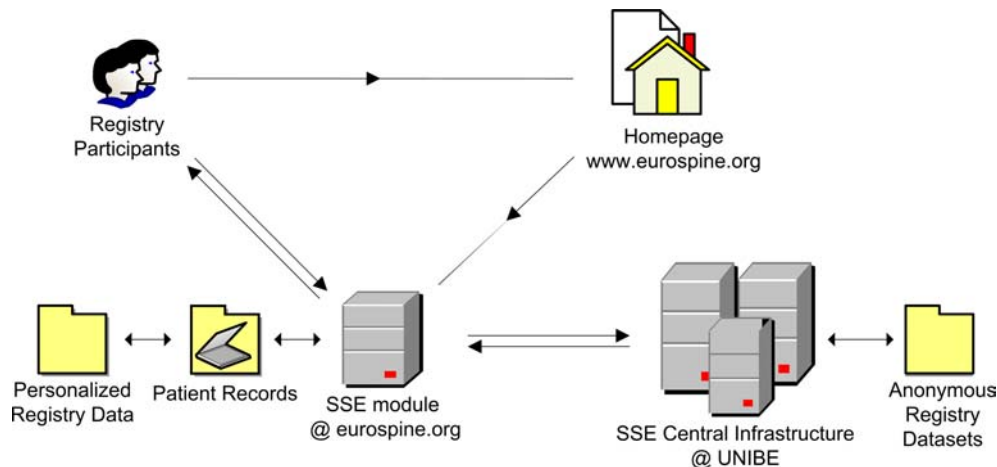 Registry
Participants
Homepage
www.eurospine.org
Personalized
Registry Data
Patient Records
SSE module
@ eurospine.org
SSE Central Infrastructure
@ UNIBE
Anonymous
Registry
Datasets